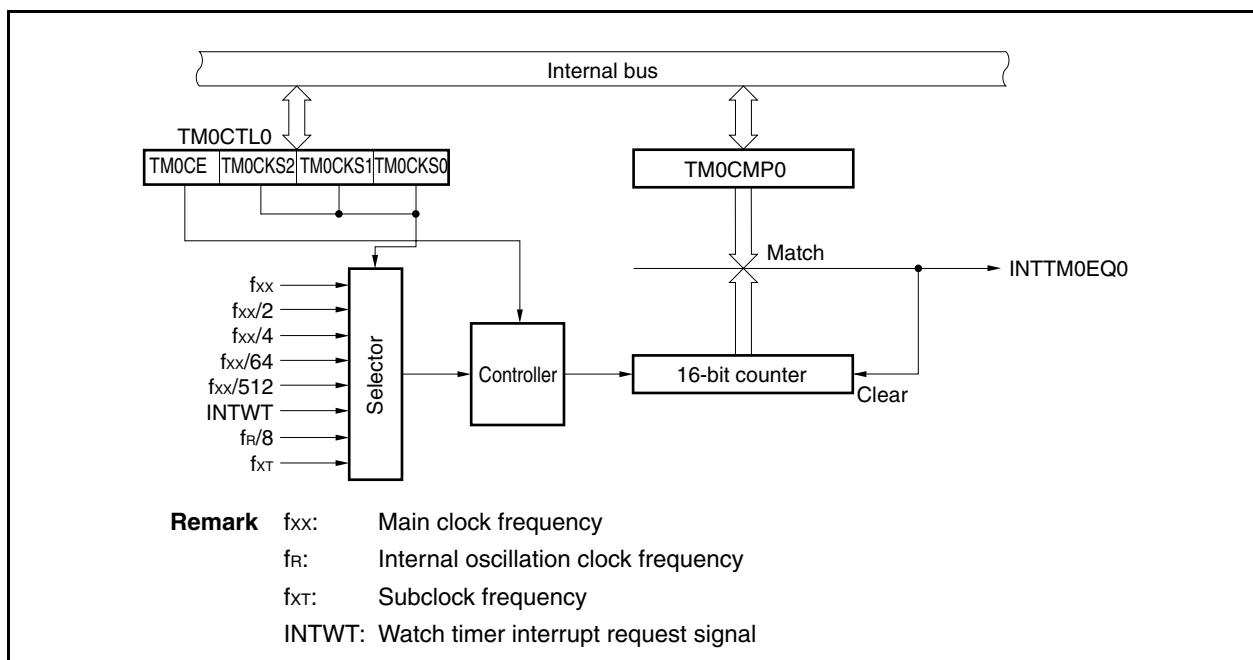 Internal bus
TM0CTL0
TM0CE TM0CKS2 TM0CKS1 TM0CKS0
TM0CMP0
Match
INTTM0EQ0
fXX
fXX/2
fXX/4
fXX/64
fXX/512
INTWT
fR/8
fXT
Selector
Controller
16-bit counter
Clear
Remark fXX: Main clock frequency
fR: Internal oscillation clock frequency
fXT: Subclock frequency
INTWT: Watch timer interrupt request signal